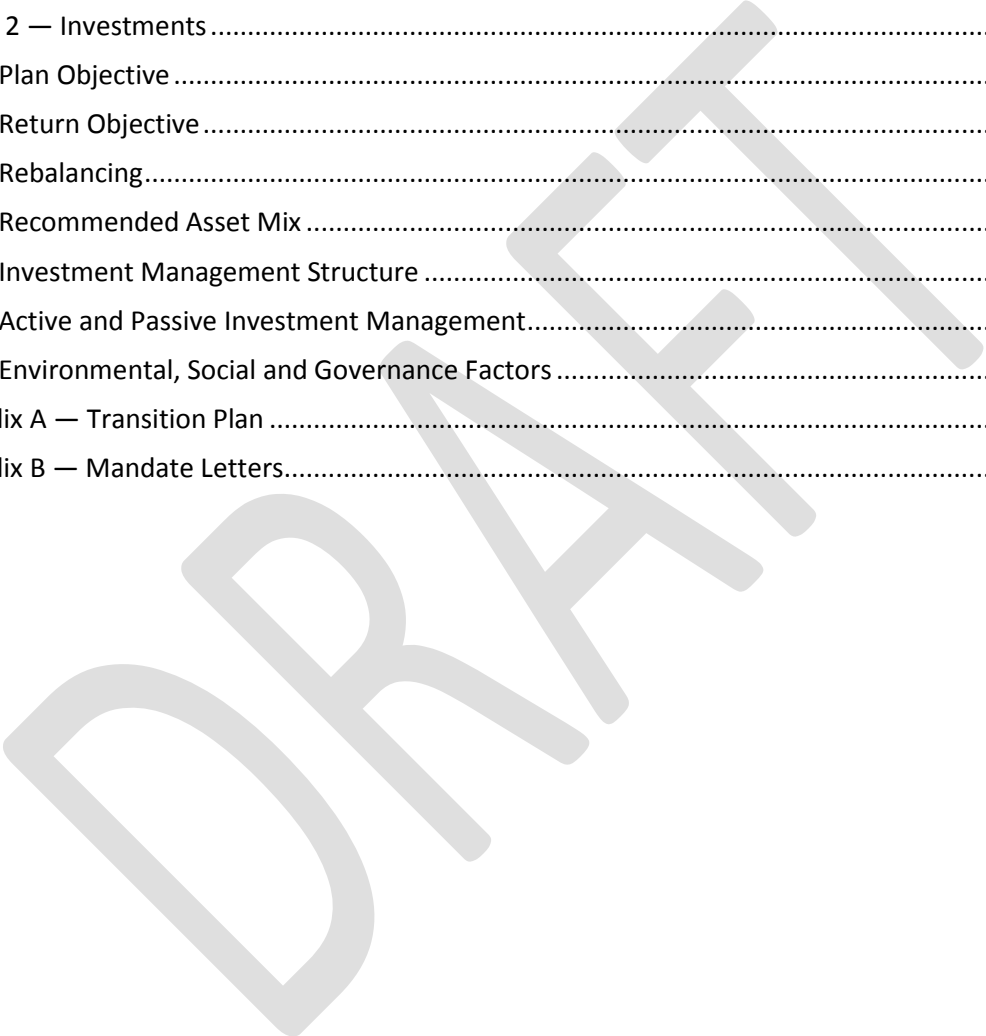 2 — Investments ........................................................................................................
Plan Objective ........................................................................................................
Return Objective ........................................................................................................
Rebalancing ........................................................................................................
Recommended Asset Mix ........................................................................................................
Investment Management Structure ........................................................................................................
Active and Passive Investment Management ........................................................................................................
Environmental, Social and Governance Factors ........................................................................................................
lix A — Transition Plan ........................................................................................................
lix B — Mandate Letters ........................................................................................................
DRAFT